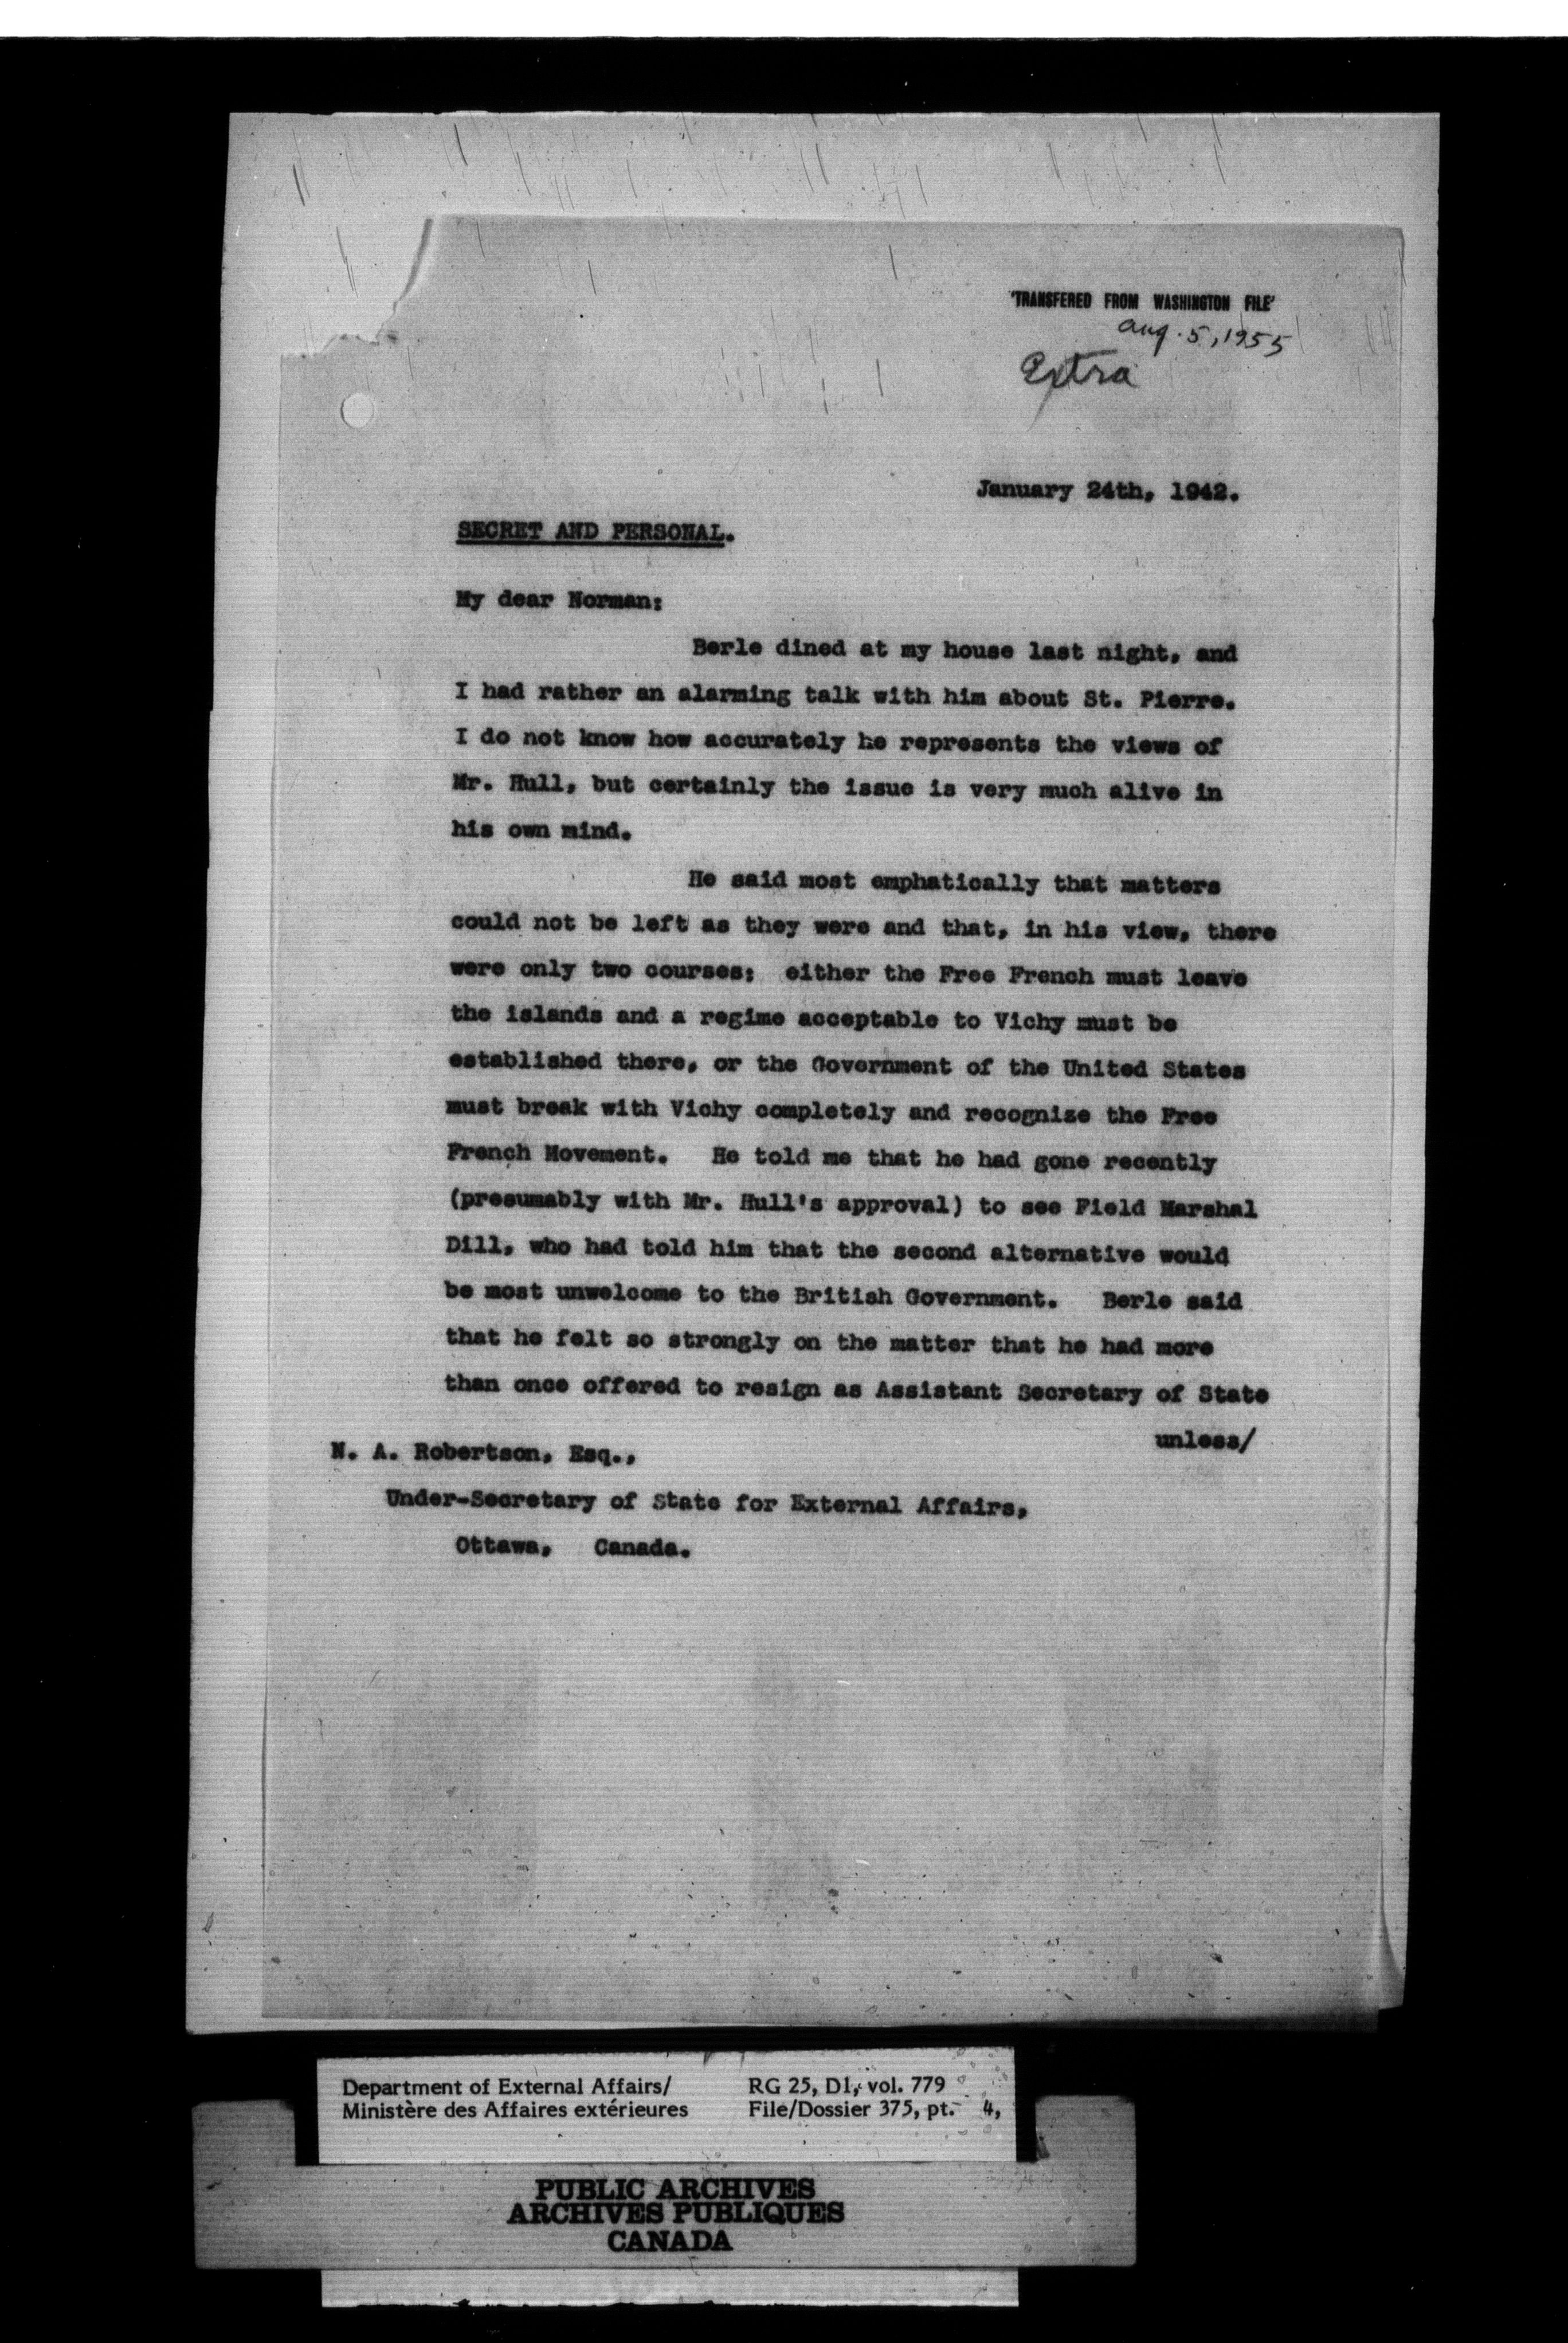 'TRANSFERED FROM WASHINGTON FILE'
Aug. 5, 1955
Extra
January 24th, 1942.
SECRET AND PERSONAL.
My dear Norman:
Berle dined at my house last night, and
I had rather an alarming talk with him about St. Pierre.
I do not know how accurately he represents the views of
Mr. Hull, but certainly the issue is very much alive in
his own mind.
He said most emphatically that matters
could not be left as they were and that, in his view, there
were only two courses: either the Free French must leave
the islands and a regime acceptable to Vichy must be
established there, or the Government of the United States
must break with Vichy completely and recognize the Free
French Movement. He told me that he had gone recently
(presumably with Mr. Hull's approval) to see Field Marshal
Dill, who had told him that the second alternative would
be most unwelcome to the British Government. Berle said
that he felt so strongly on the matter that he had more
than once offered to resign as Assistant Secretary of State
unless/
N. A. Robertson, Esq.,
Under-Secretary of State for External Affairs,
Ottawa, Canada.
Department of External Affairs/ RG 25, D1, vol. 779
Ministère des Affaires extérieures File/Dossier 375, pt. 4,
PUBLIC ARCHIVES
ARCHIVES PUBLIQUES
CANADA